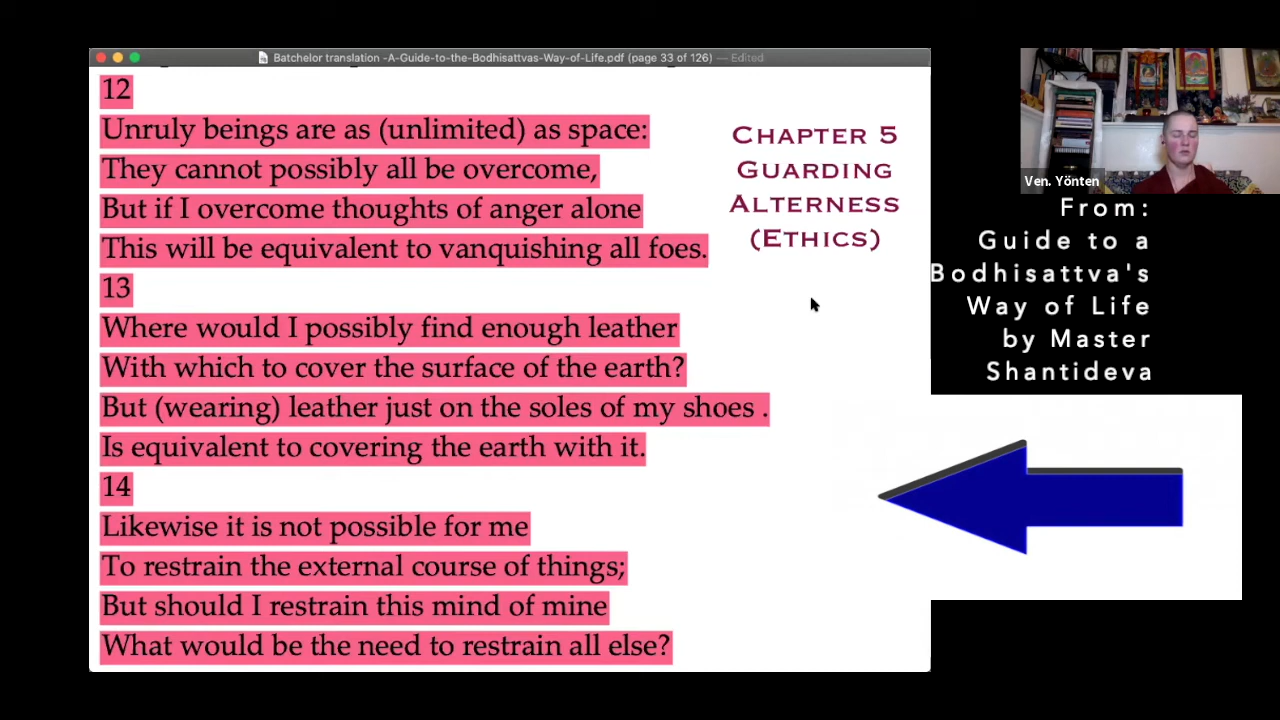 Batchelor translation -A-Guide-to-the-Bodhisattvas-Way-of-Life.pdf (page 33 of 126) — Edited
12
Unruly beings are as (unlimited) as space:
They cannot possibly all be overcome,
But if I overcome thoughts of anger alone
This will be equivalent to vanquishing all foes.
13
Where would I possibly find enough leather
With which to cover the surface of the earth?
But (wearing) leather just on the soles of my shoes .
Is equivalent to covering the earth with it.
14
Likewise it is not possible for me
To restrain the external course of things;
But should I restrain this mind of mine
What would be the need to restrain all else?
Chapter 5
Guarding
Alterness
(Ethics)
Ven. Yönten
From:
Guide to a
Bodhisattva's
Way of Life
by Master
Shantideva